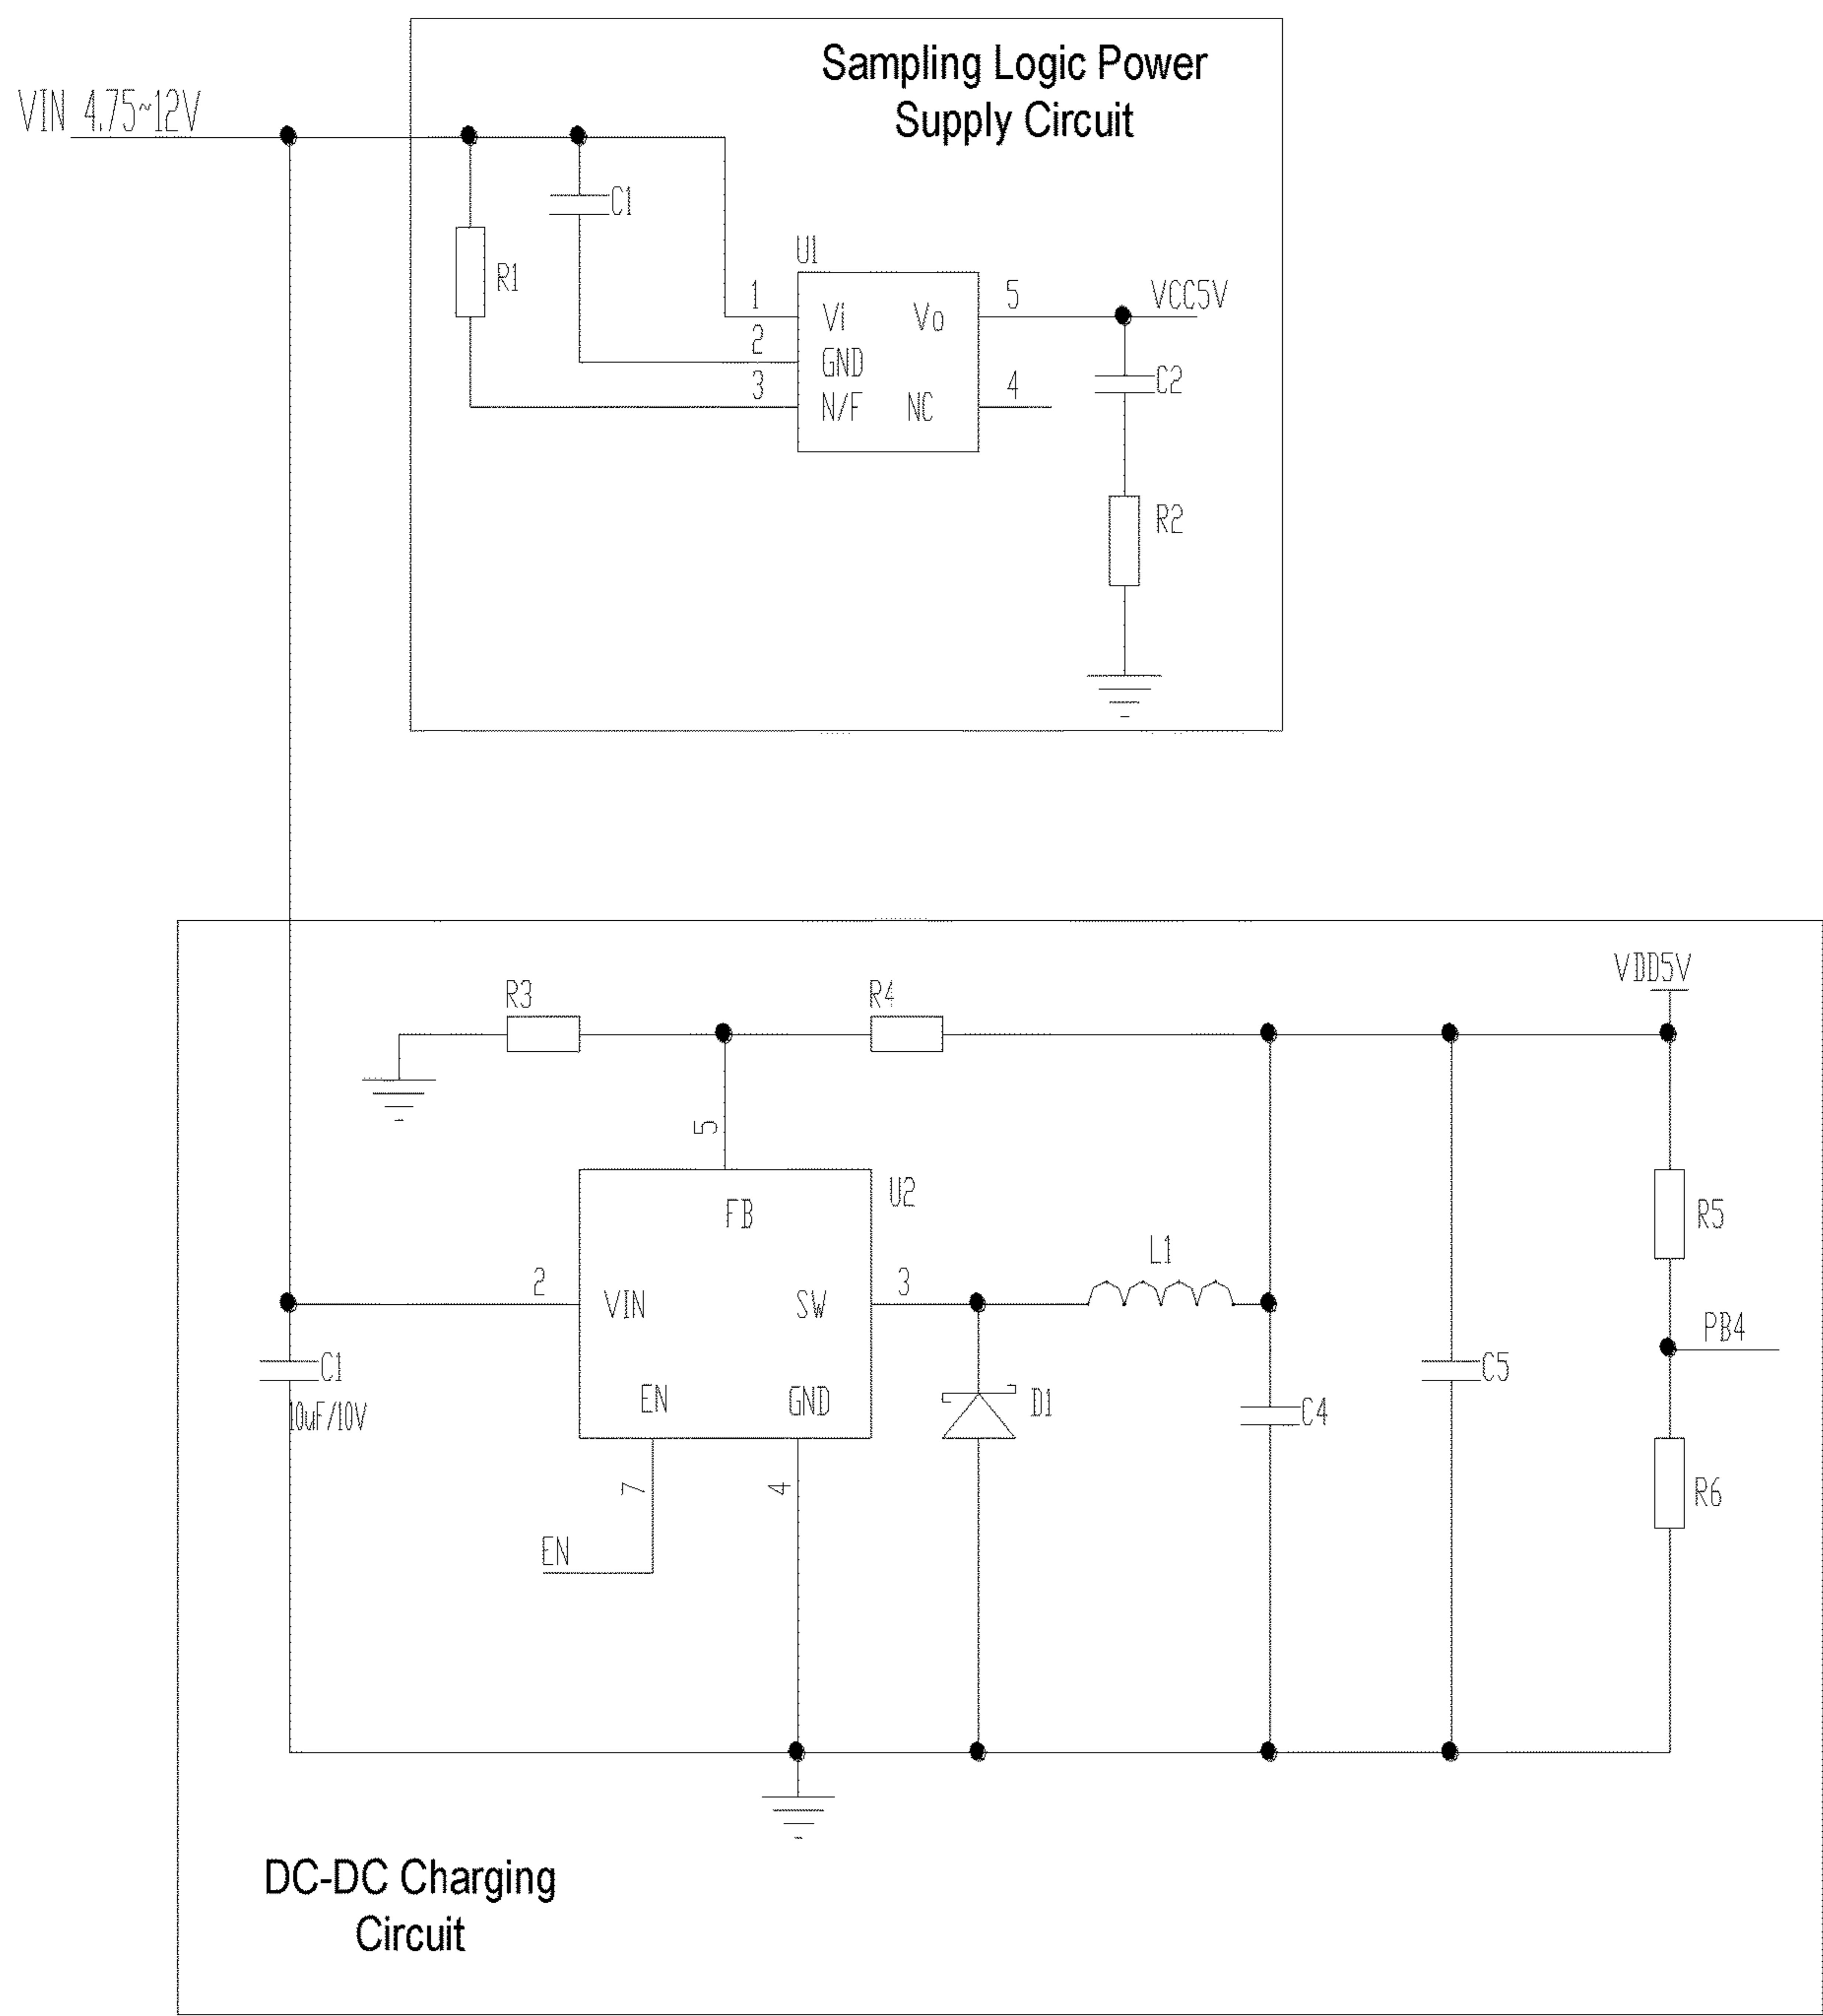 Sampling Logic Power
Supply Circuit
VIN 4.75~12V
C1
R1
U1
1
Vi
Vo
5
VCC5V
2
GND
3
N/F
NC
4
C2
R2
VDD5V
R3
R4
5
FB
U2
R5
L1
2
VIN
SW
3
PB4
C1
10uF/10V
EN
GND
D1
C4
C5
7
4
R6
EN
DC-DC Charging
Circuit